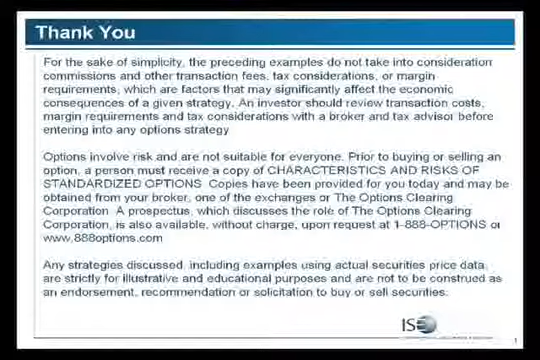 Thank You
For the sake of simplicity, the preceding examples do not take into consideration
commissions and other transaction fees, tax considerations, or margin
requirements, which are factors that may significantly affect the economic
consequences of a given strategy. An investor should review transaction costs,
margin requirements and tax considerations with a broker and tax advisor before
entering into any options strategy
Options involve risk and are not suitable for everyone. Prior to buying or selling an
option, a person must receive a copy of CHARACTERISTICS AND RISKS OF
STANDARDIZED OPTIONS. Copies have been provided for you today and may be
obtained from your broker, one of the exchanges or The Options Clearing
Corporation. A prospectus, which discusses the role of The Options Clearing
Corporation, is also available, without charge, upon request at 1-888-OPTIONS or
www.888options.com
Any strategies discussed, including examples using actual securities price data,
are strictly for illustrative and educational purposes and are not to be construed as
an endorsement, recommendation or solicitation to buy or sell securities.
ISE
1